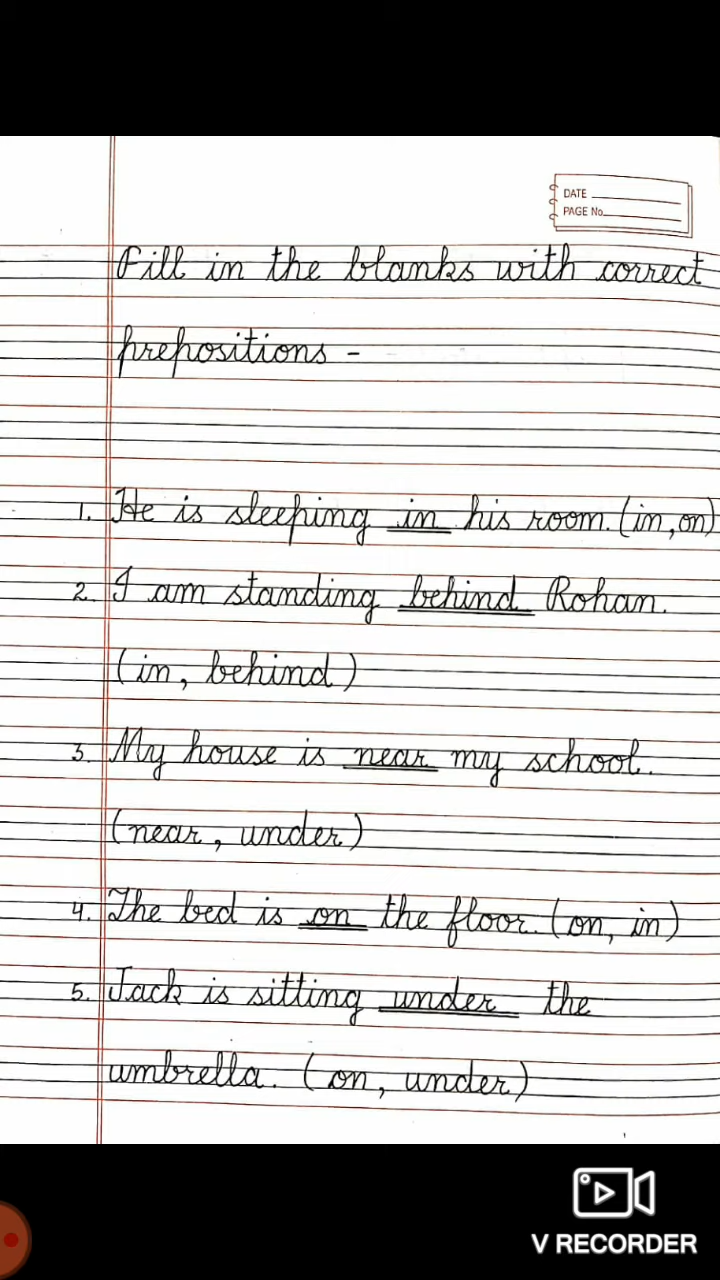 DATE
PAGE No.
Fill in the blanks with correct
prepositions -
1. He is sleeping in his room. (in, on)
2. I am standing behind Rohan.
(in, behind)
3. My house is near my school.
(near, under)
4. The bed is on the floor. (on, in)
5. Jack is sitting under the
umbrella. (on, under)
V RECORDER